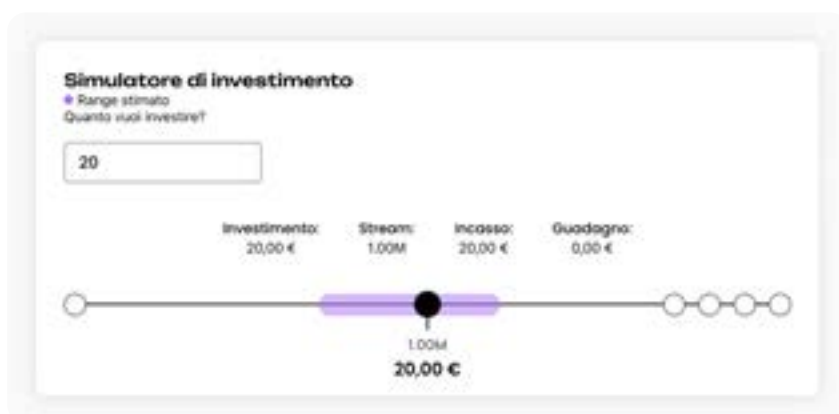 Simulatore di investimento
Range stimato
Quanto vuoi investire?
20
Investimento: Stream: Incasso: Guadagno:
20,00 € 1.00M 20,00 € 0,00 €
1.00M
20,00 €